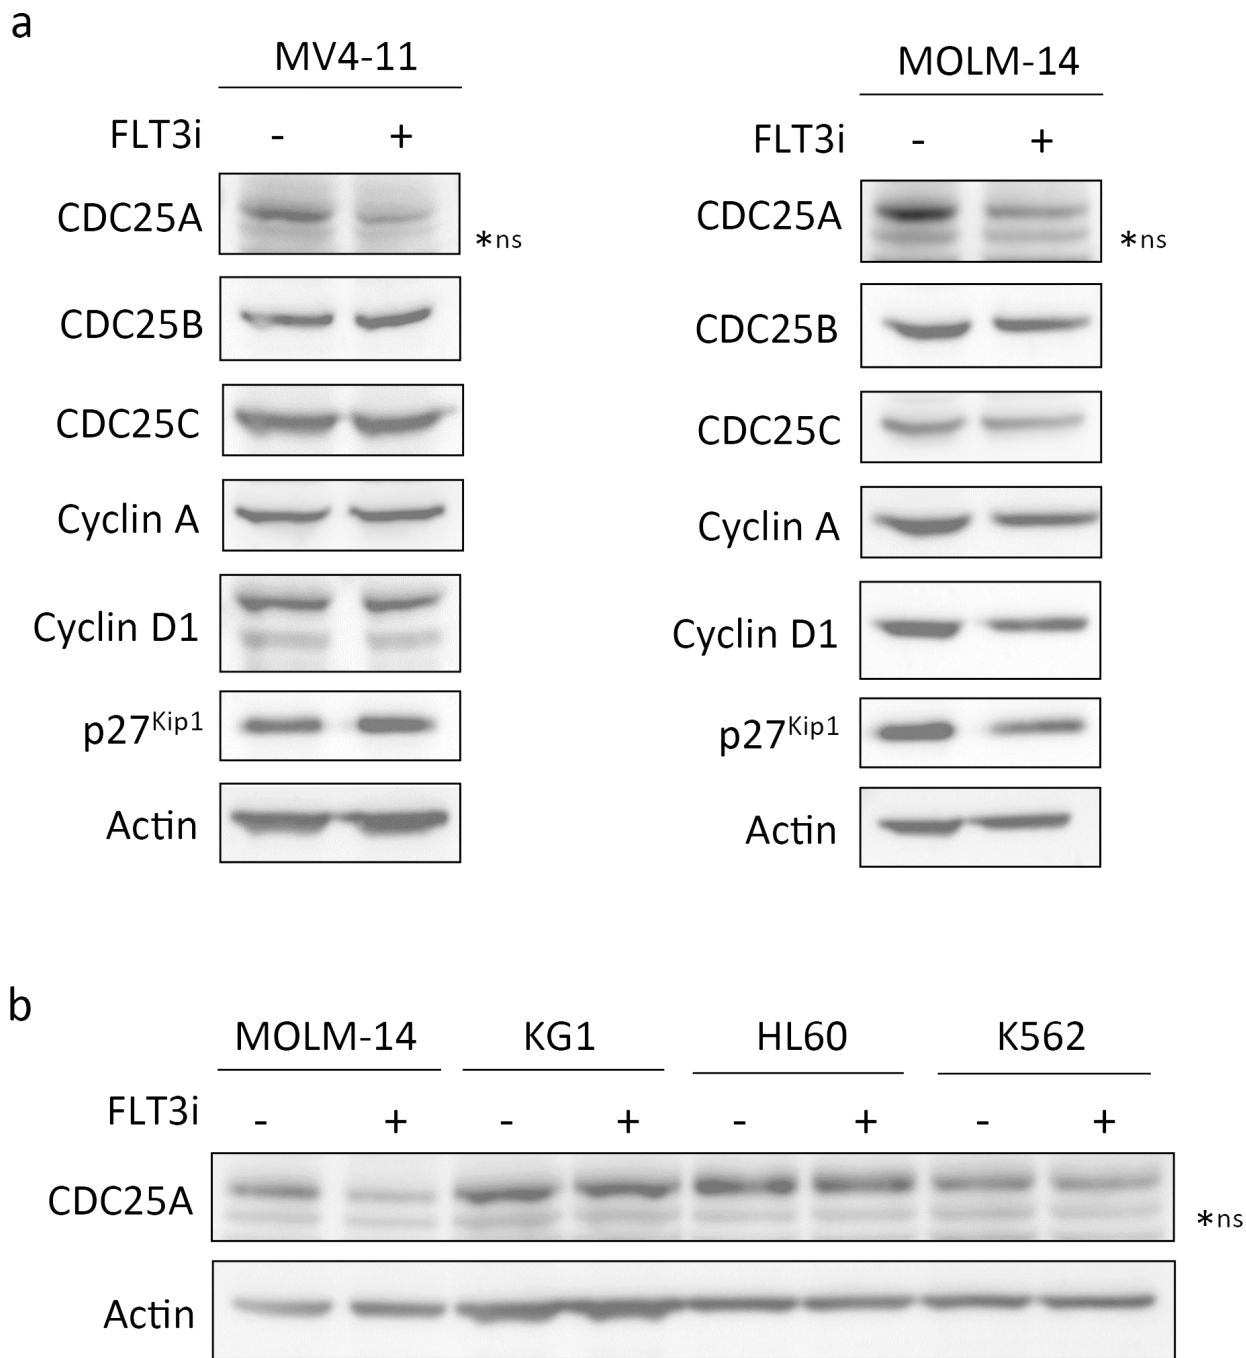 a
MV4-11
FLT3i - +
CDC25A
*ns
CDC25B
CDC25C
Cyclin A
Cyclin D1
p27Kip1
Actin
MOLM-14
FLT3i - +
CDC25A
*ns
CDC25B
CDC25C
Cyclin A
Cyclin D1
p27Kip1
Actin
b
MOLM-14 KG1 HL60 K562
FLT3i - + - + - + - +
CDC25A
*ns
Actin